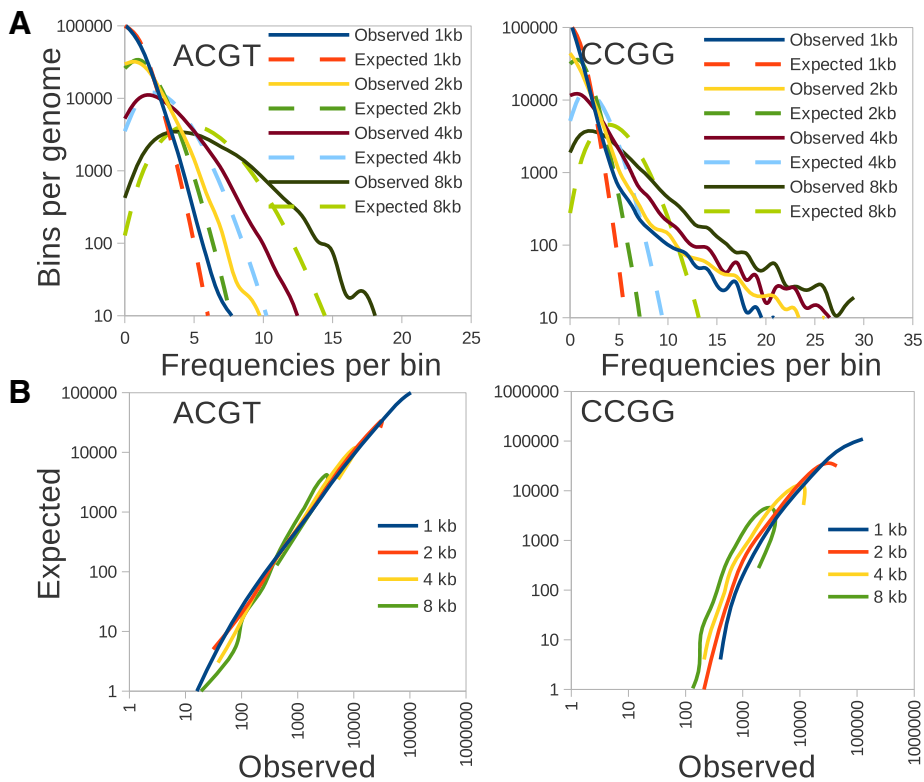 A
ACGT
Bins per genome
100000
10000
1000
100
10
0
5
10
15
20
25
Frequencies per bin
Observed 1kb
Expected 1kb
Observed 2kb
Expected 2kb
Observed 4kb
Expected 4kb
Observed 8kb
Expected 8kb
CCGG
100000
10000
1000
100
10
0
5
10
15
20
25
30
35
Frequencies per bin
Observed 1kb
Expected 1kb
Observed 2kb
Expected 2kb
Observed 4kb
Expected 4kb
Observed 8kb
Expected 8kb
B
ACGT
Expected
100000
10000
1000
100
10
1
1
10
100
1000
10000
100000
1000000
Observed
1 kb
2 kb
4 kb
8 kb
CCGG
1000000
100000
10000
1000
100
10
1
1
10
100
1000
10000
100000
1000000
Observed
1 kb
2 kb
4 kb
8 kb